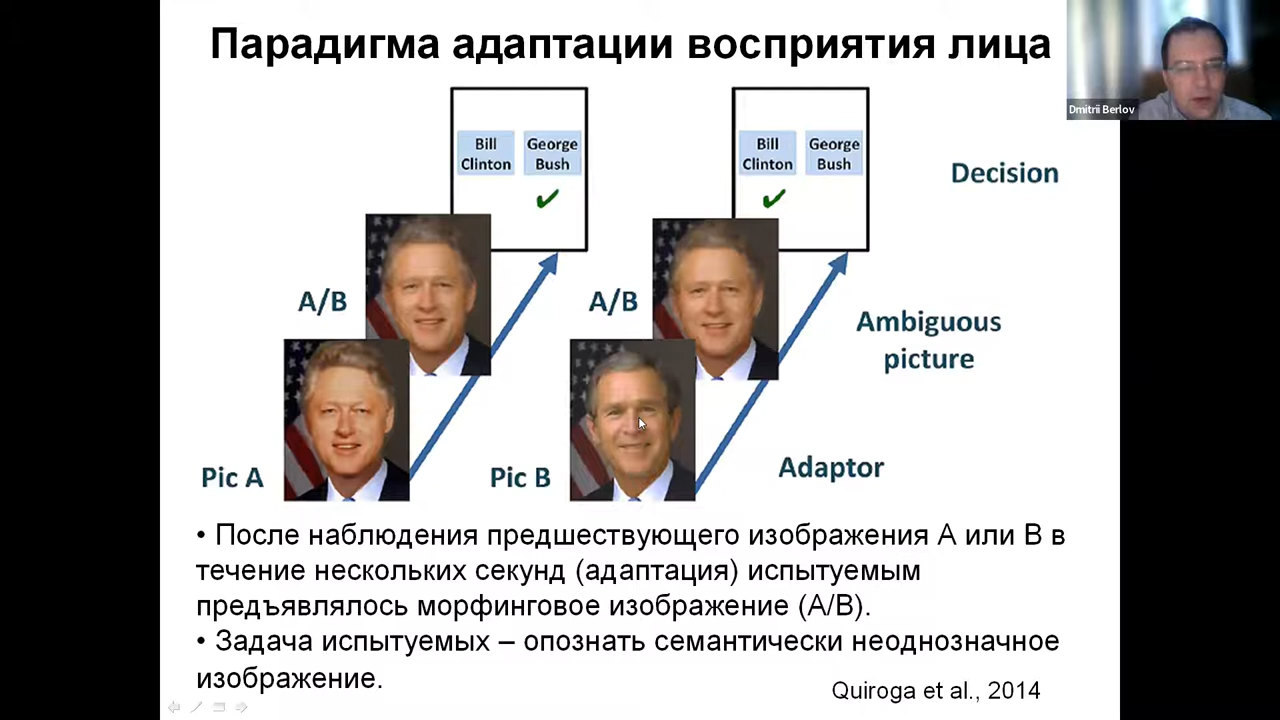 Парадигма адаптации восприятия лица
Dmitrii Berlov
Bill Clinton
George Bush
Bill Clinton
George Bush
Decision
A/B
A/B
Ambiguous
picture
Pic A
Pic B
Adaptor
• После наблюдения предшествующего изображения А или В в
течение нескольких секунд (адаптация) испытуемым
предъявлялось морфинговое изображение (А/В).
• Задача испытуемых – опознать семантически неоднозначное
изображение.
Quiroga et al., 2014